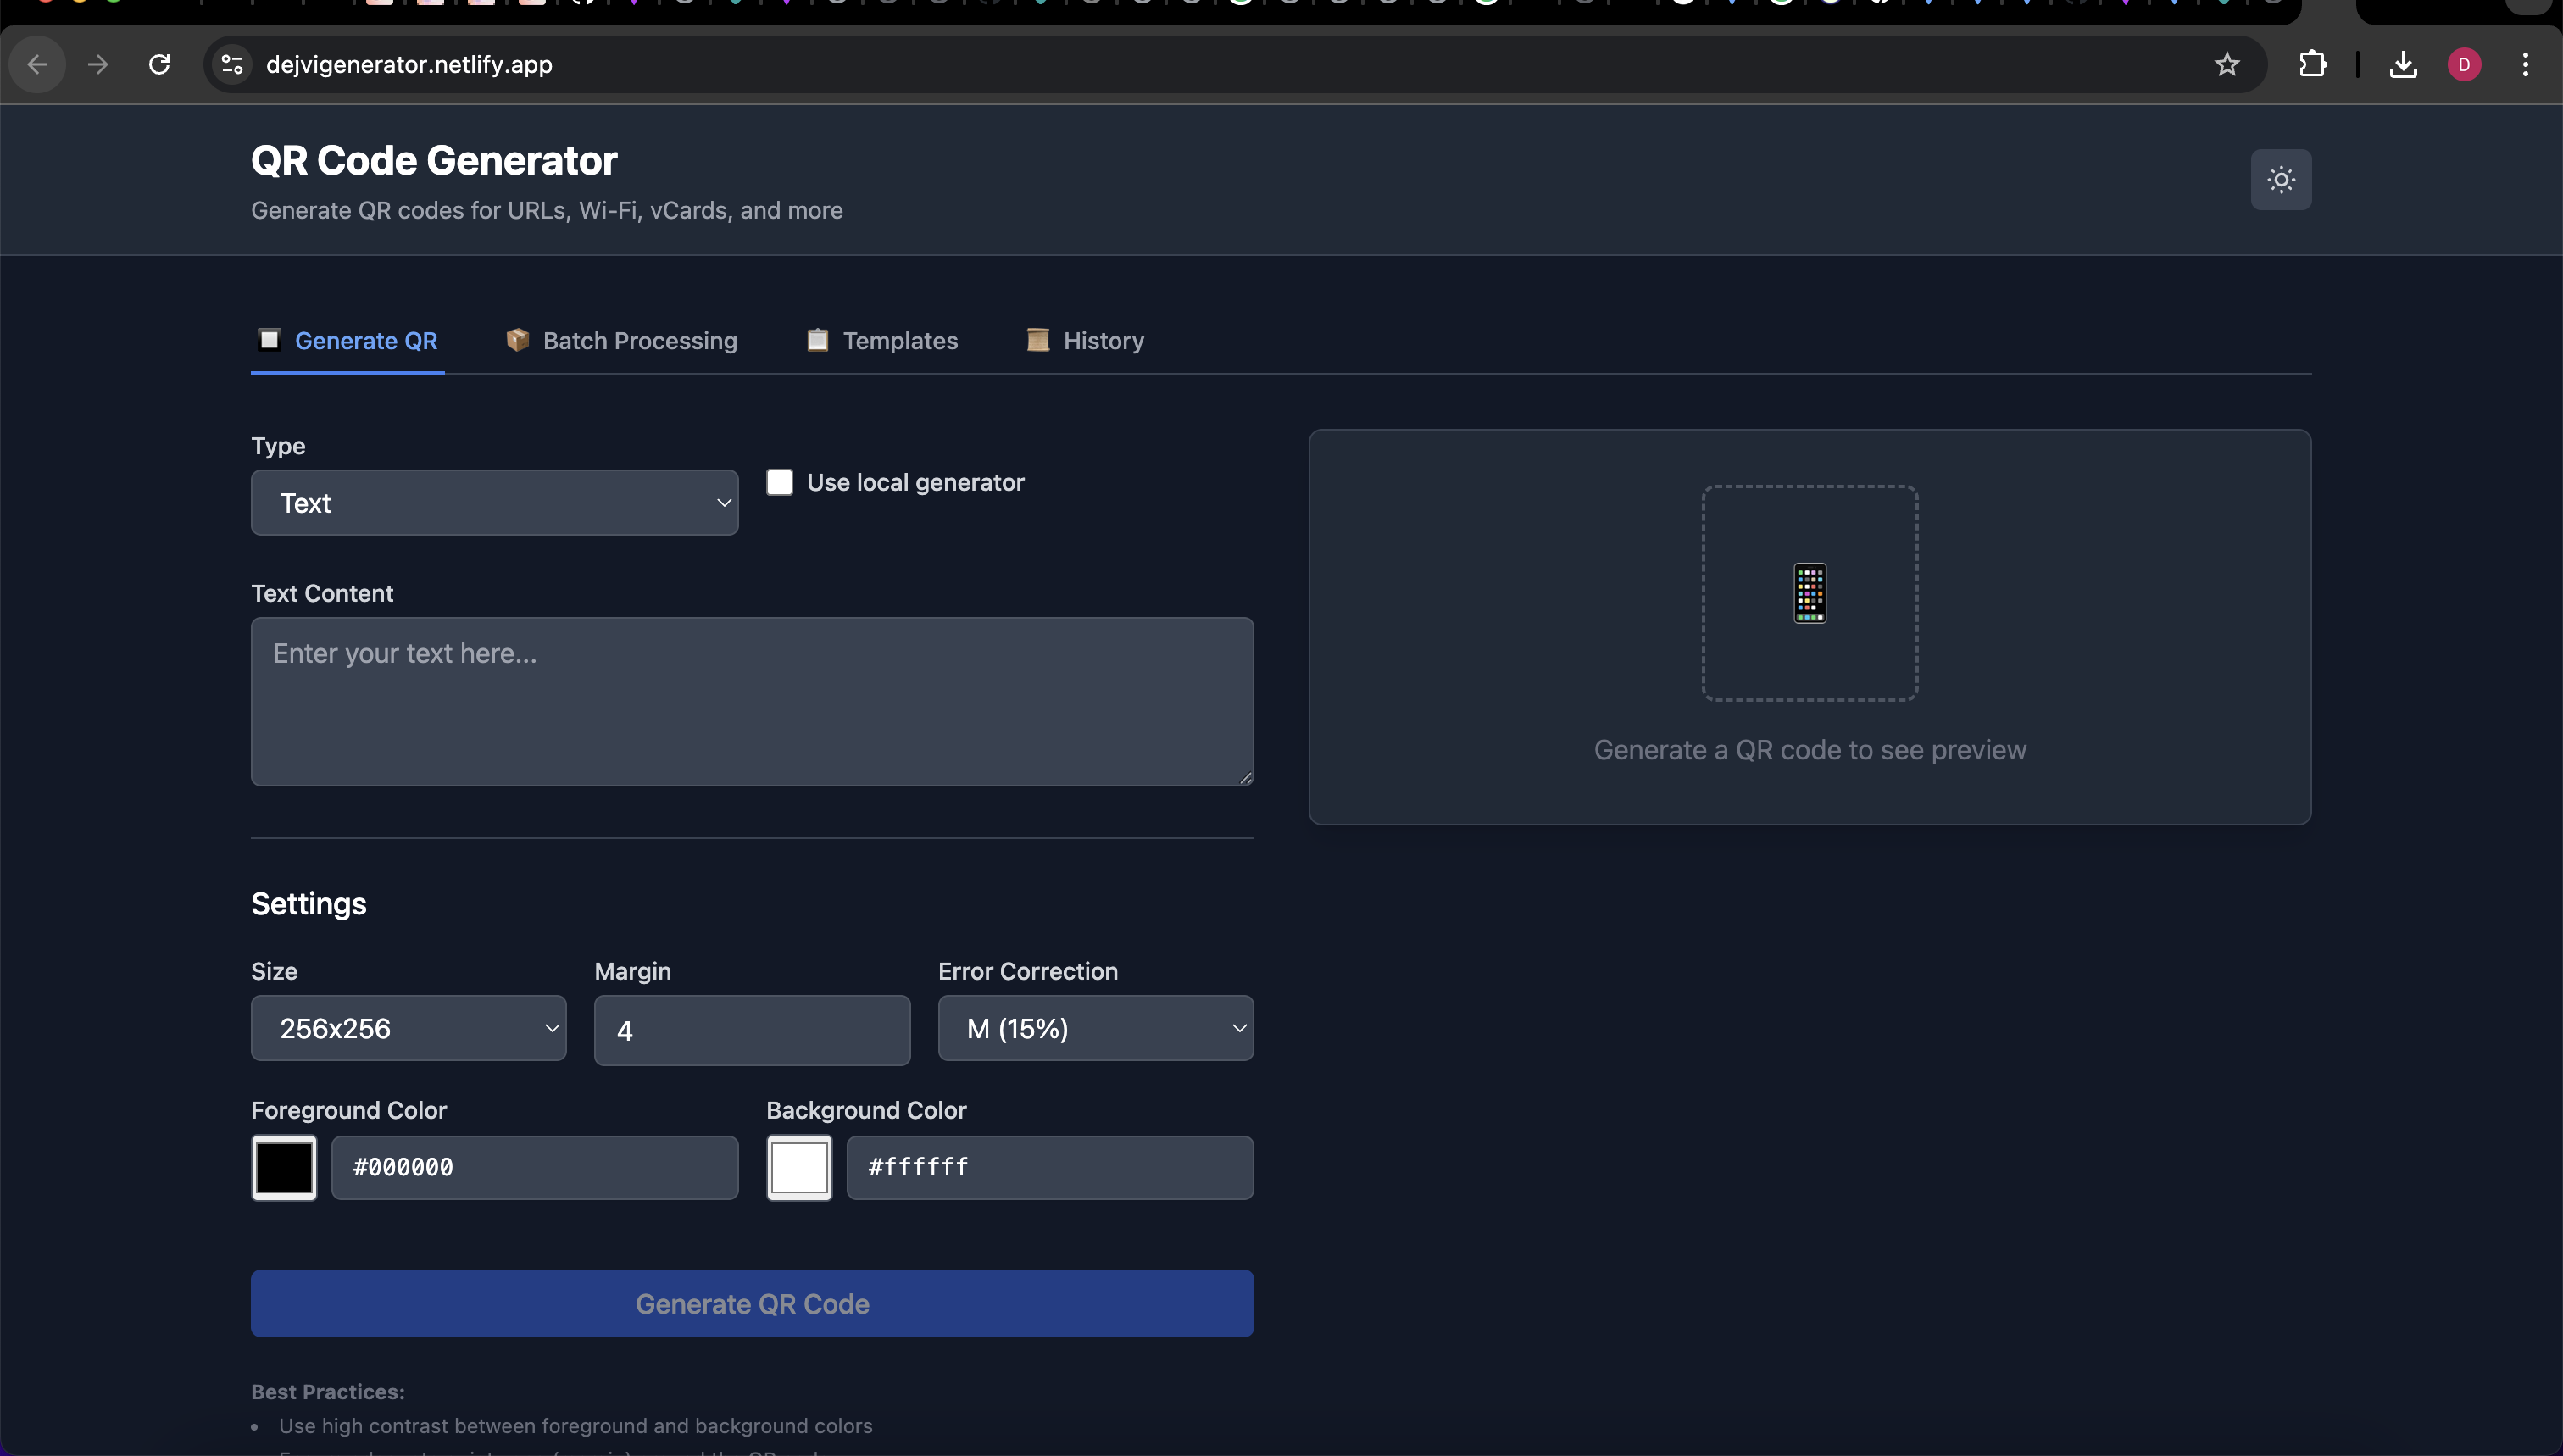 dejvigenerator.netlify.app
D
QR Code Generator
Generate QR codes for URLs, Wi-Fi, vCards, and more
Generate QR
Batch Processing
Templates
History
Type
Text
Use local generator
Text Content
Enter your text here...
Generate a QR code to see preview
Settings
Size
Margin
Error Correction
256x256
4
M (15%)
Foreground Color
Background Color
#000000
#ffffff
Generate QR Code
Best Practices:
Use high contrast between foreground and background colors